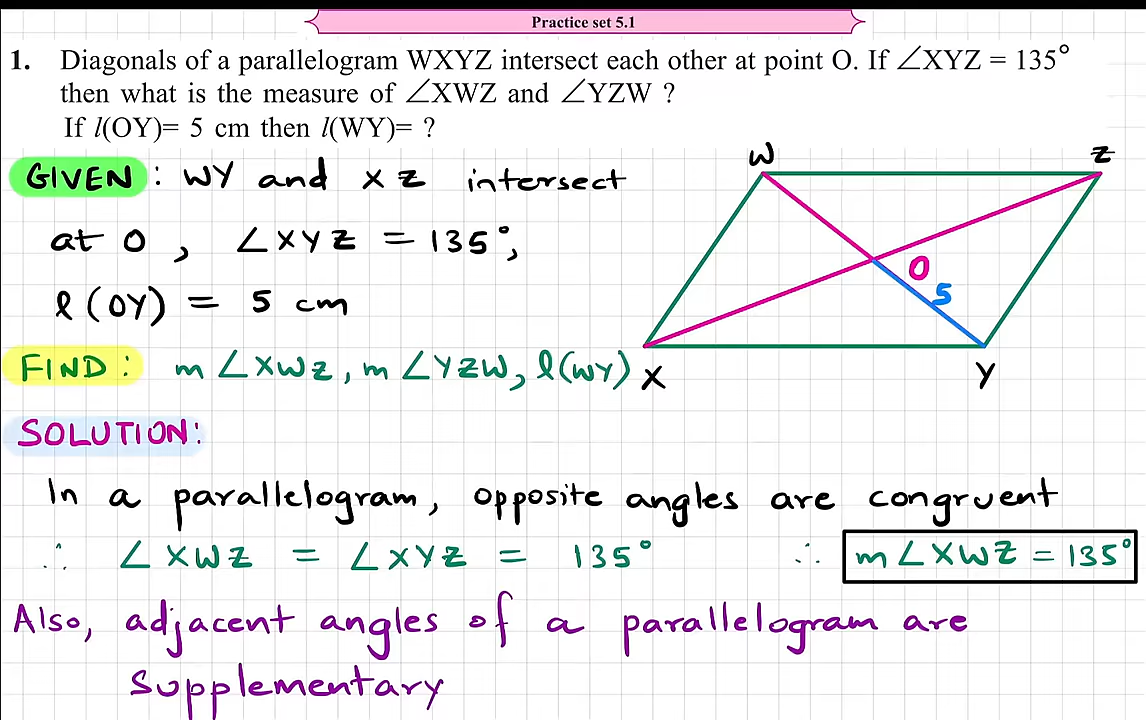 Practice set 5.1
1. Diagonals of a parallelogram WXYZ intersect each other at point O. If ∠XYZ = 135°
then what is the measure of ∠XWZ and ∠YZW ?
If l(OY)= 5 cm then l(WY)= ?
GIVEN : WY and XZ intersect
at O , ∠XYZ = 135°,
l(OY) = 5 cm
FIND : m∠XWZ, m∠YZW, l(WY)
W
Z
O
5
X
Y
SOLUTION:
In a parallelogram, opposite angles are congruent
∴ ∠XWZ = ∠XYZ = 135° ∴ m∠XWZ = 135°
Also, adjacent angles of a parallelogram are
supplementary